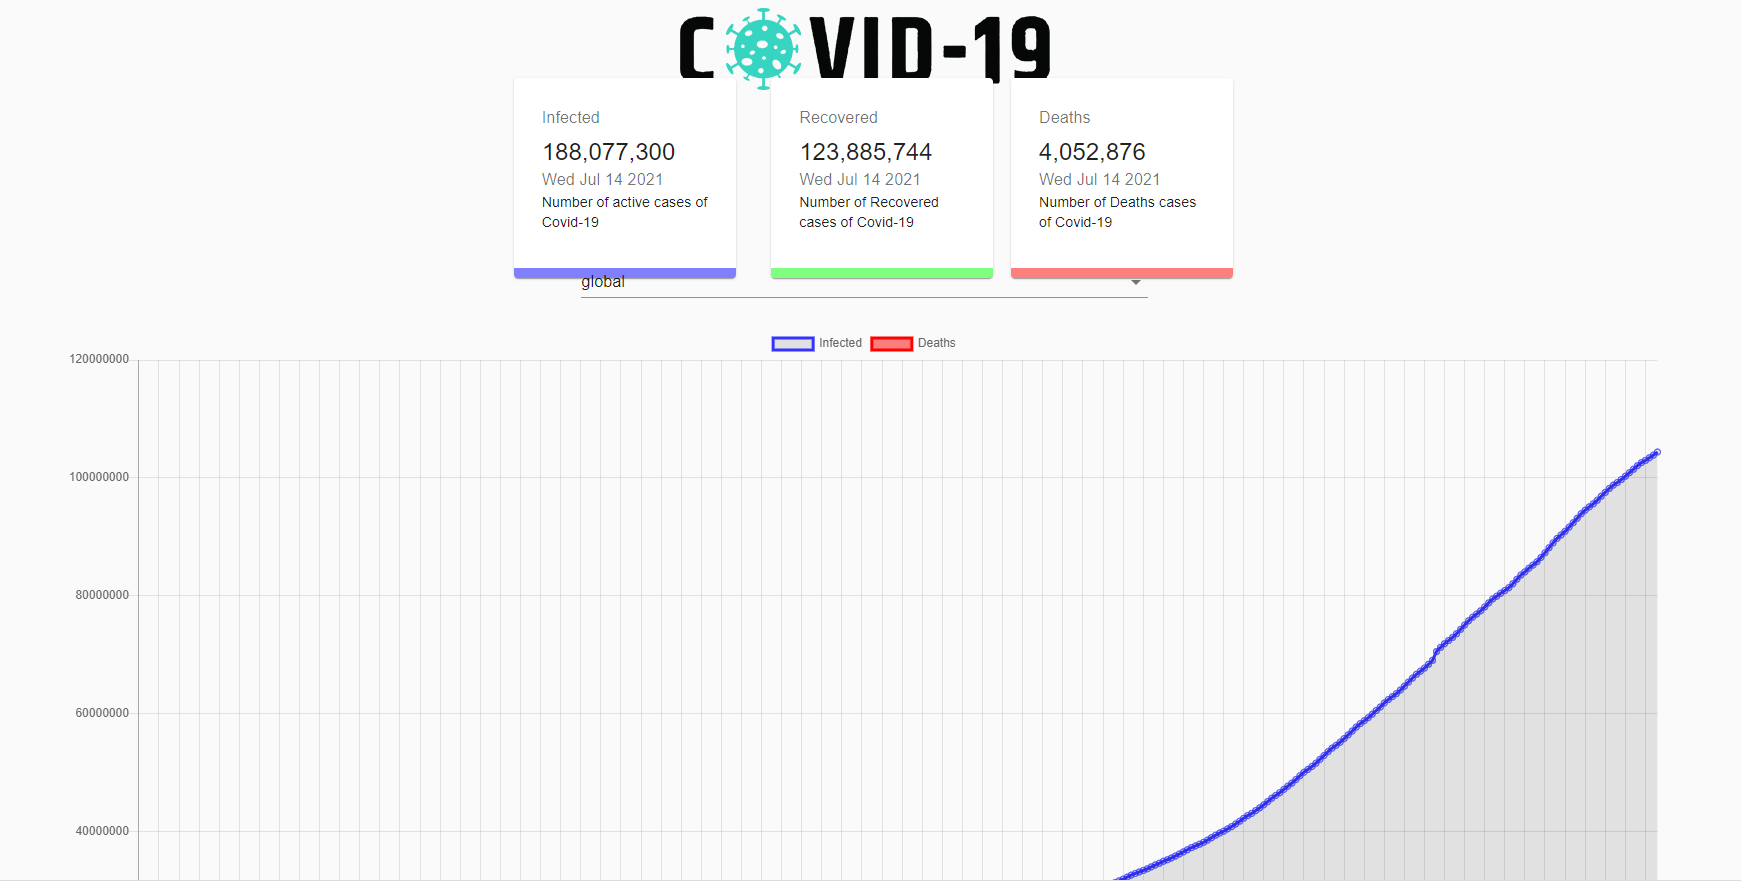 COVID-19
Infected
188,077,300
Wed Jul 14 2021
Number of active cases of
Covid-19
Recovered
123,885,744
Wed Jul 14 2021
Number of Recovered
cases of Covid-19
Deaths
4,052,876
Wed Jul 14 2021
Number of Deaths cases
of Covid-19
global
Infected Deaths
120000000
100000000
80000000
60000000
40000000